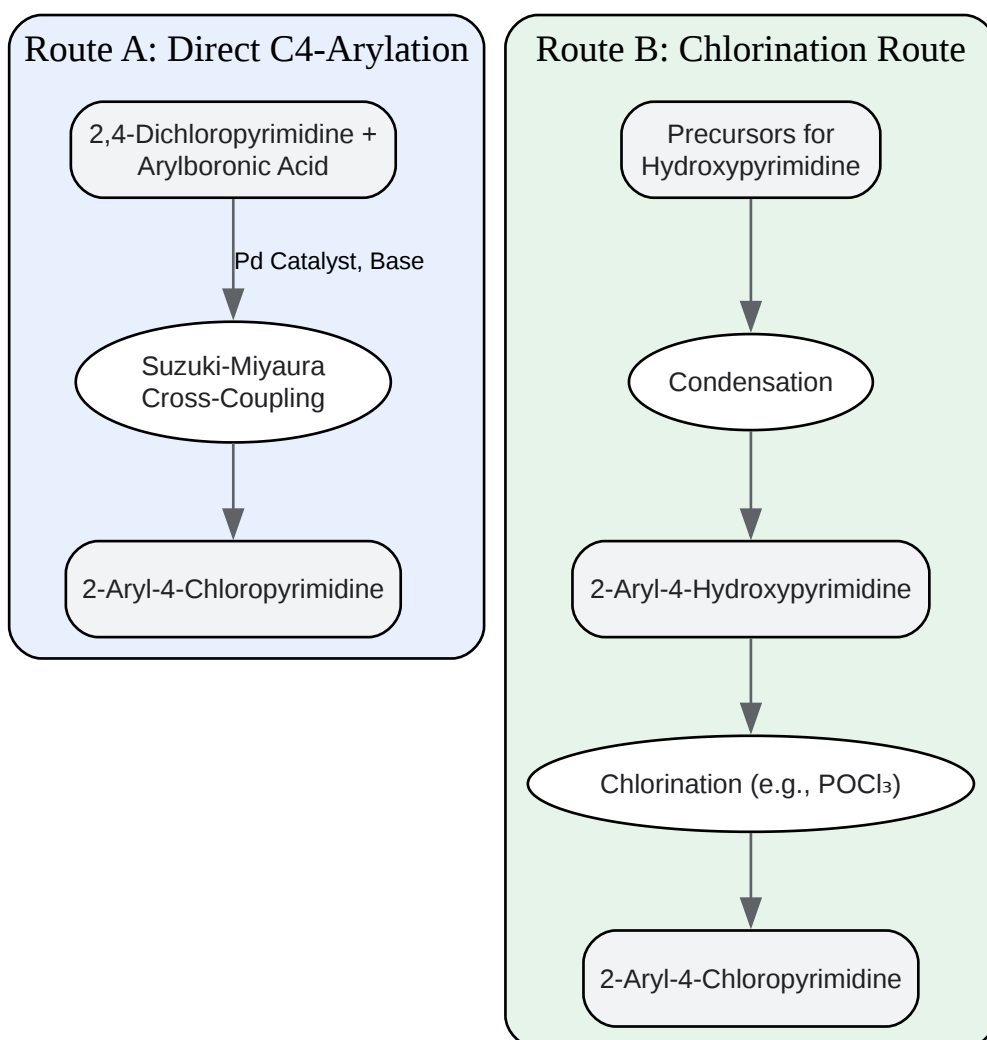 Route A: Direct C4-Arylation
2,4-Dichloropyrimidine +
Arylboronic Acid
Pd Catalyst, Base
Suzuki-Miyaura
Cross-Coupling
2-Aryl-4-Chloropyrimidine
Route B: Chlorination Route
Precursors for
Hydroxypyrimidine
Condensation
2-Aryl-4-Hydroxypyrimidine
Chlorination (e.g., POCl₃)
2-Aryl-4-Chloropyrimidine